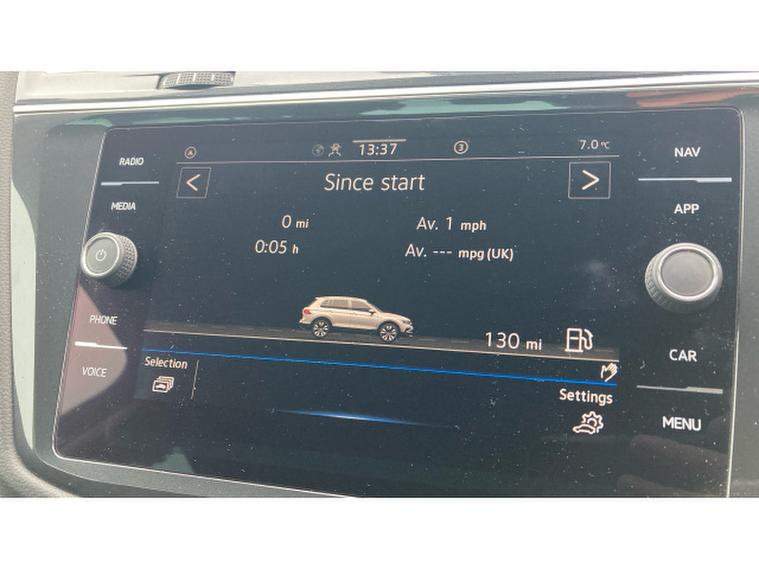 RADIO
MEDIA
PHONE
VOICE
A 13:37 3 7.0 °C
< Since start >
0 mi Av. 1 mph
0:05 h Av. --- mpg (UK)
130 mi
Selection
Settings
NAV
APP
CAR
MENU